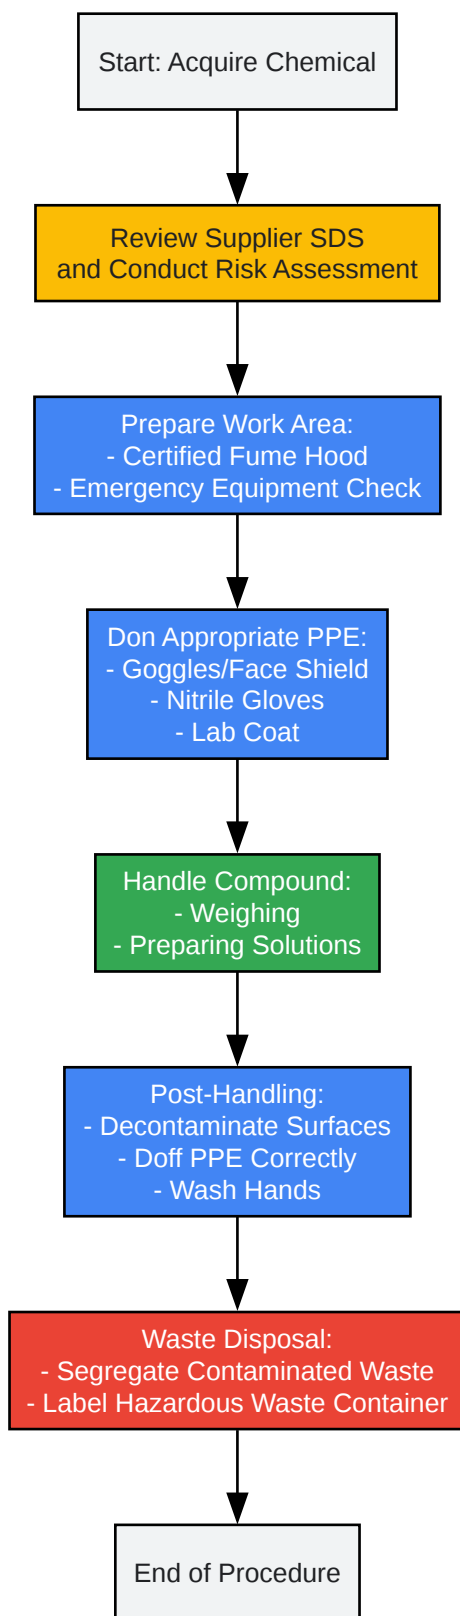 Start: Acquire Chemical
Review Supplier SDS
and Conduct Risk Assessment
Prepare Work Area:
- Certified Fume Hood
- Emergency Equipment Check
Don Appropriate PPE:
- Goggles/Face Shield
- Nitrile Gloves
- Lab Coat
Handle Compound:
- Weighing
- Preparing Solutions
Post-Handling:
- Decontaminate Surfaces
- Doff PPE Correctly
- Wash Hands
Waste Disposal:
- Segregate Contaminated Waste
- Label Hazardous Waste Container
End of Procedure